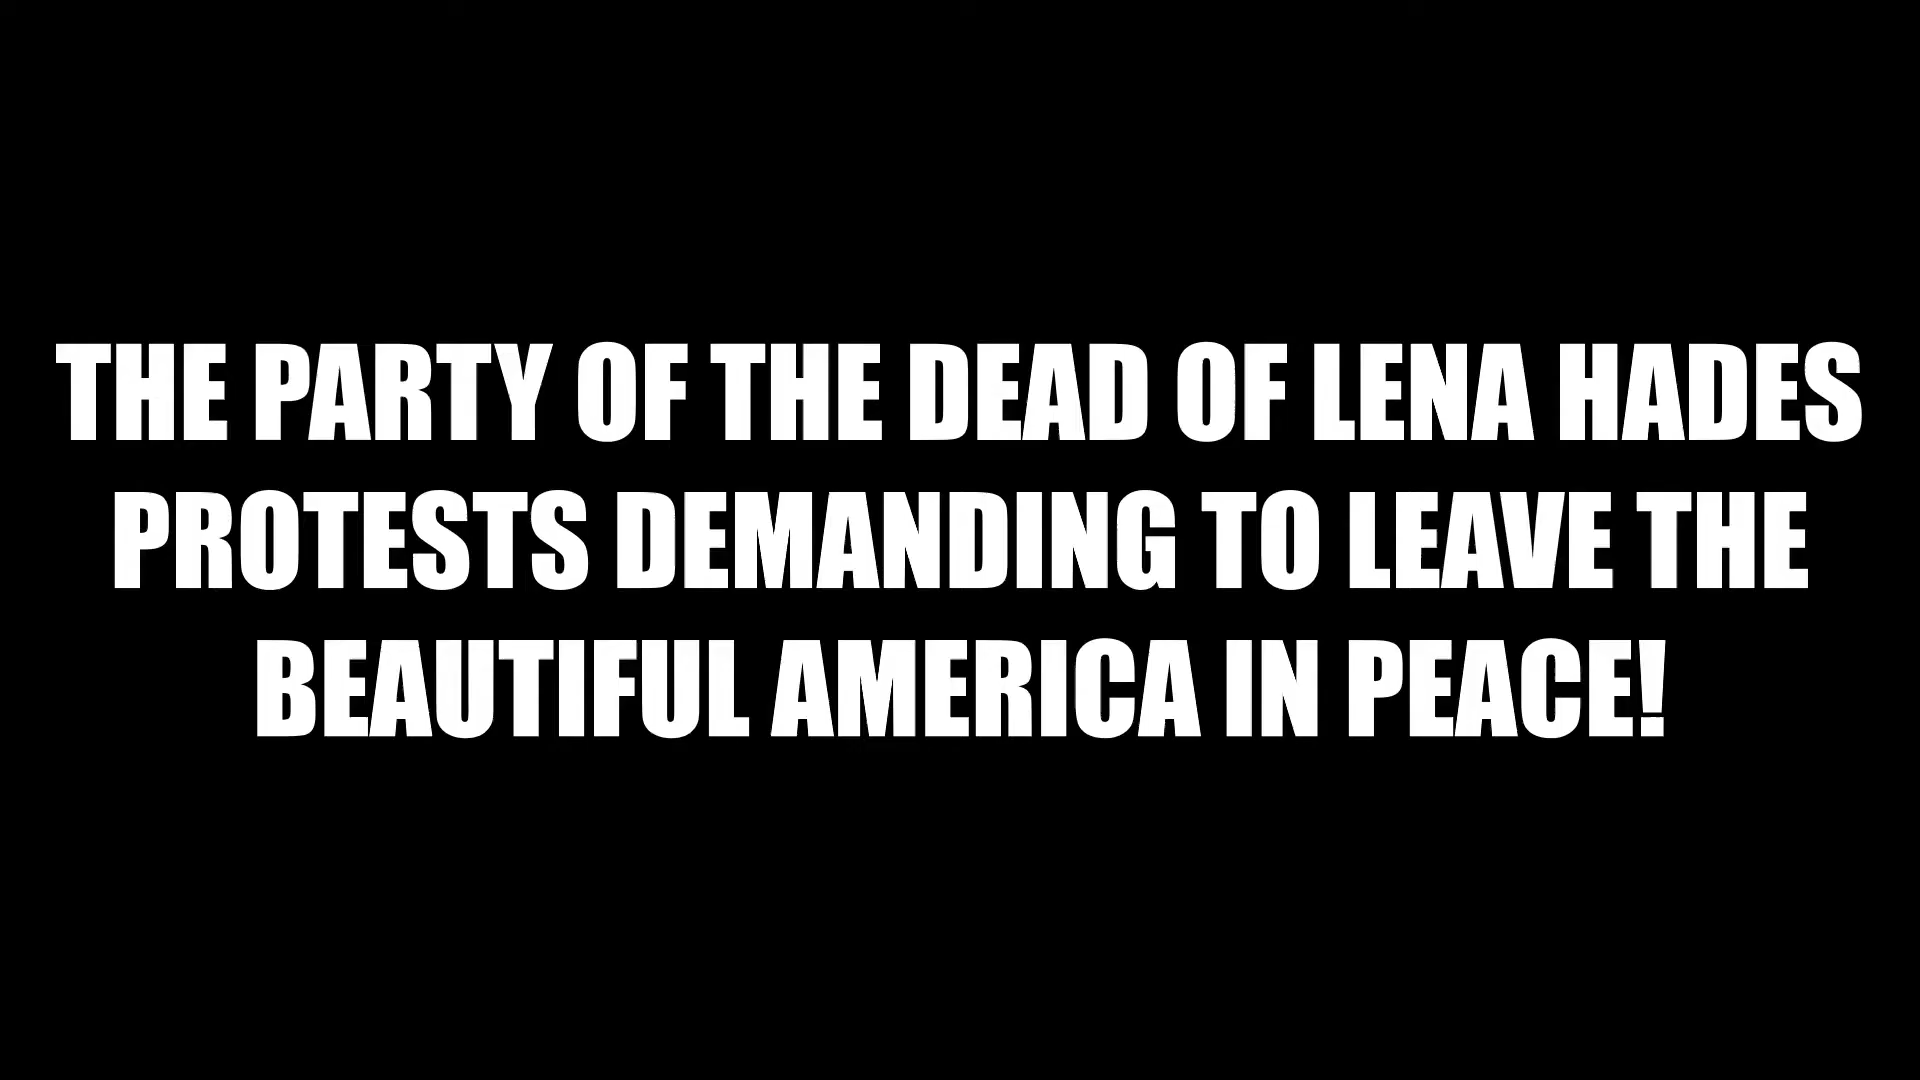 THE PARTY OF THE DEAD OF LENA HADES
PROTESTS DEMANDING TO LEAVE THE
BEAUTIFUL AMERICA IN PEACE!